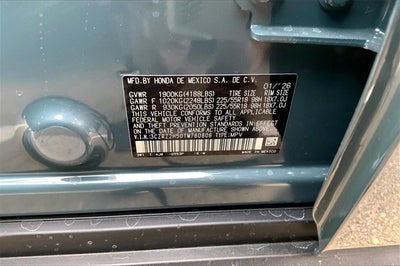 MFD.BY HONDA DE MEXICO S.A. DE C.V. 01/'26
GVWR 1900KG(4188LBS) TIRE SIZE RIM SIZE
GAWR F 1020KG(2248LBS) 225/55R18 98H 18X7.0J
GAWR R 930KG(2050LBS) 225/55R18 98H 18X7.0J
THIS VEHICLE CONFORMS TO ALL APPLICABLE
FEDERAL MOTOR VEHICLE SAFETY
AND THEFT PREVENTION STANDARDS IN EFFECT
ON THE DATE OF MANUFACTURE SHOWN ABOVE.
V.I.N. TYPE:MPV